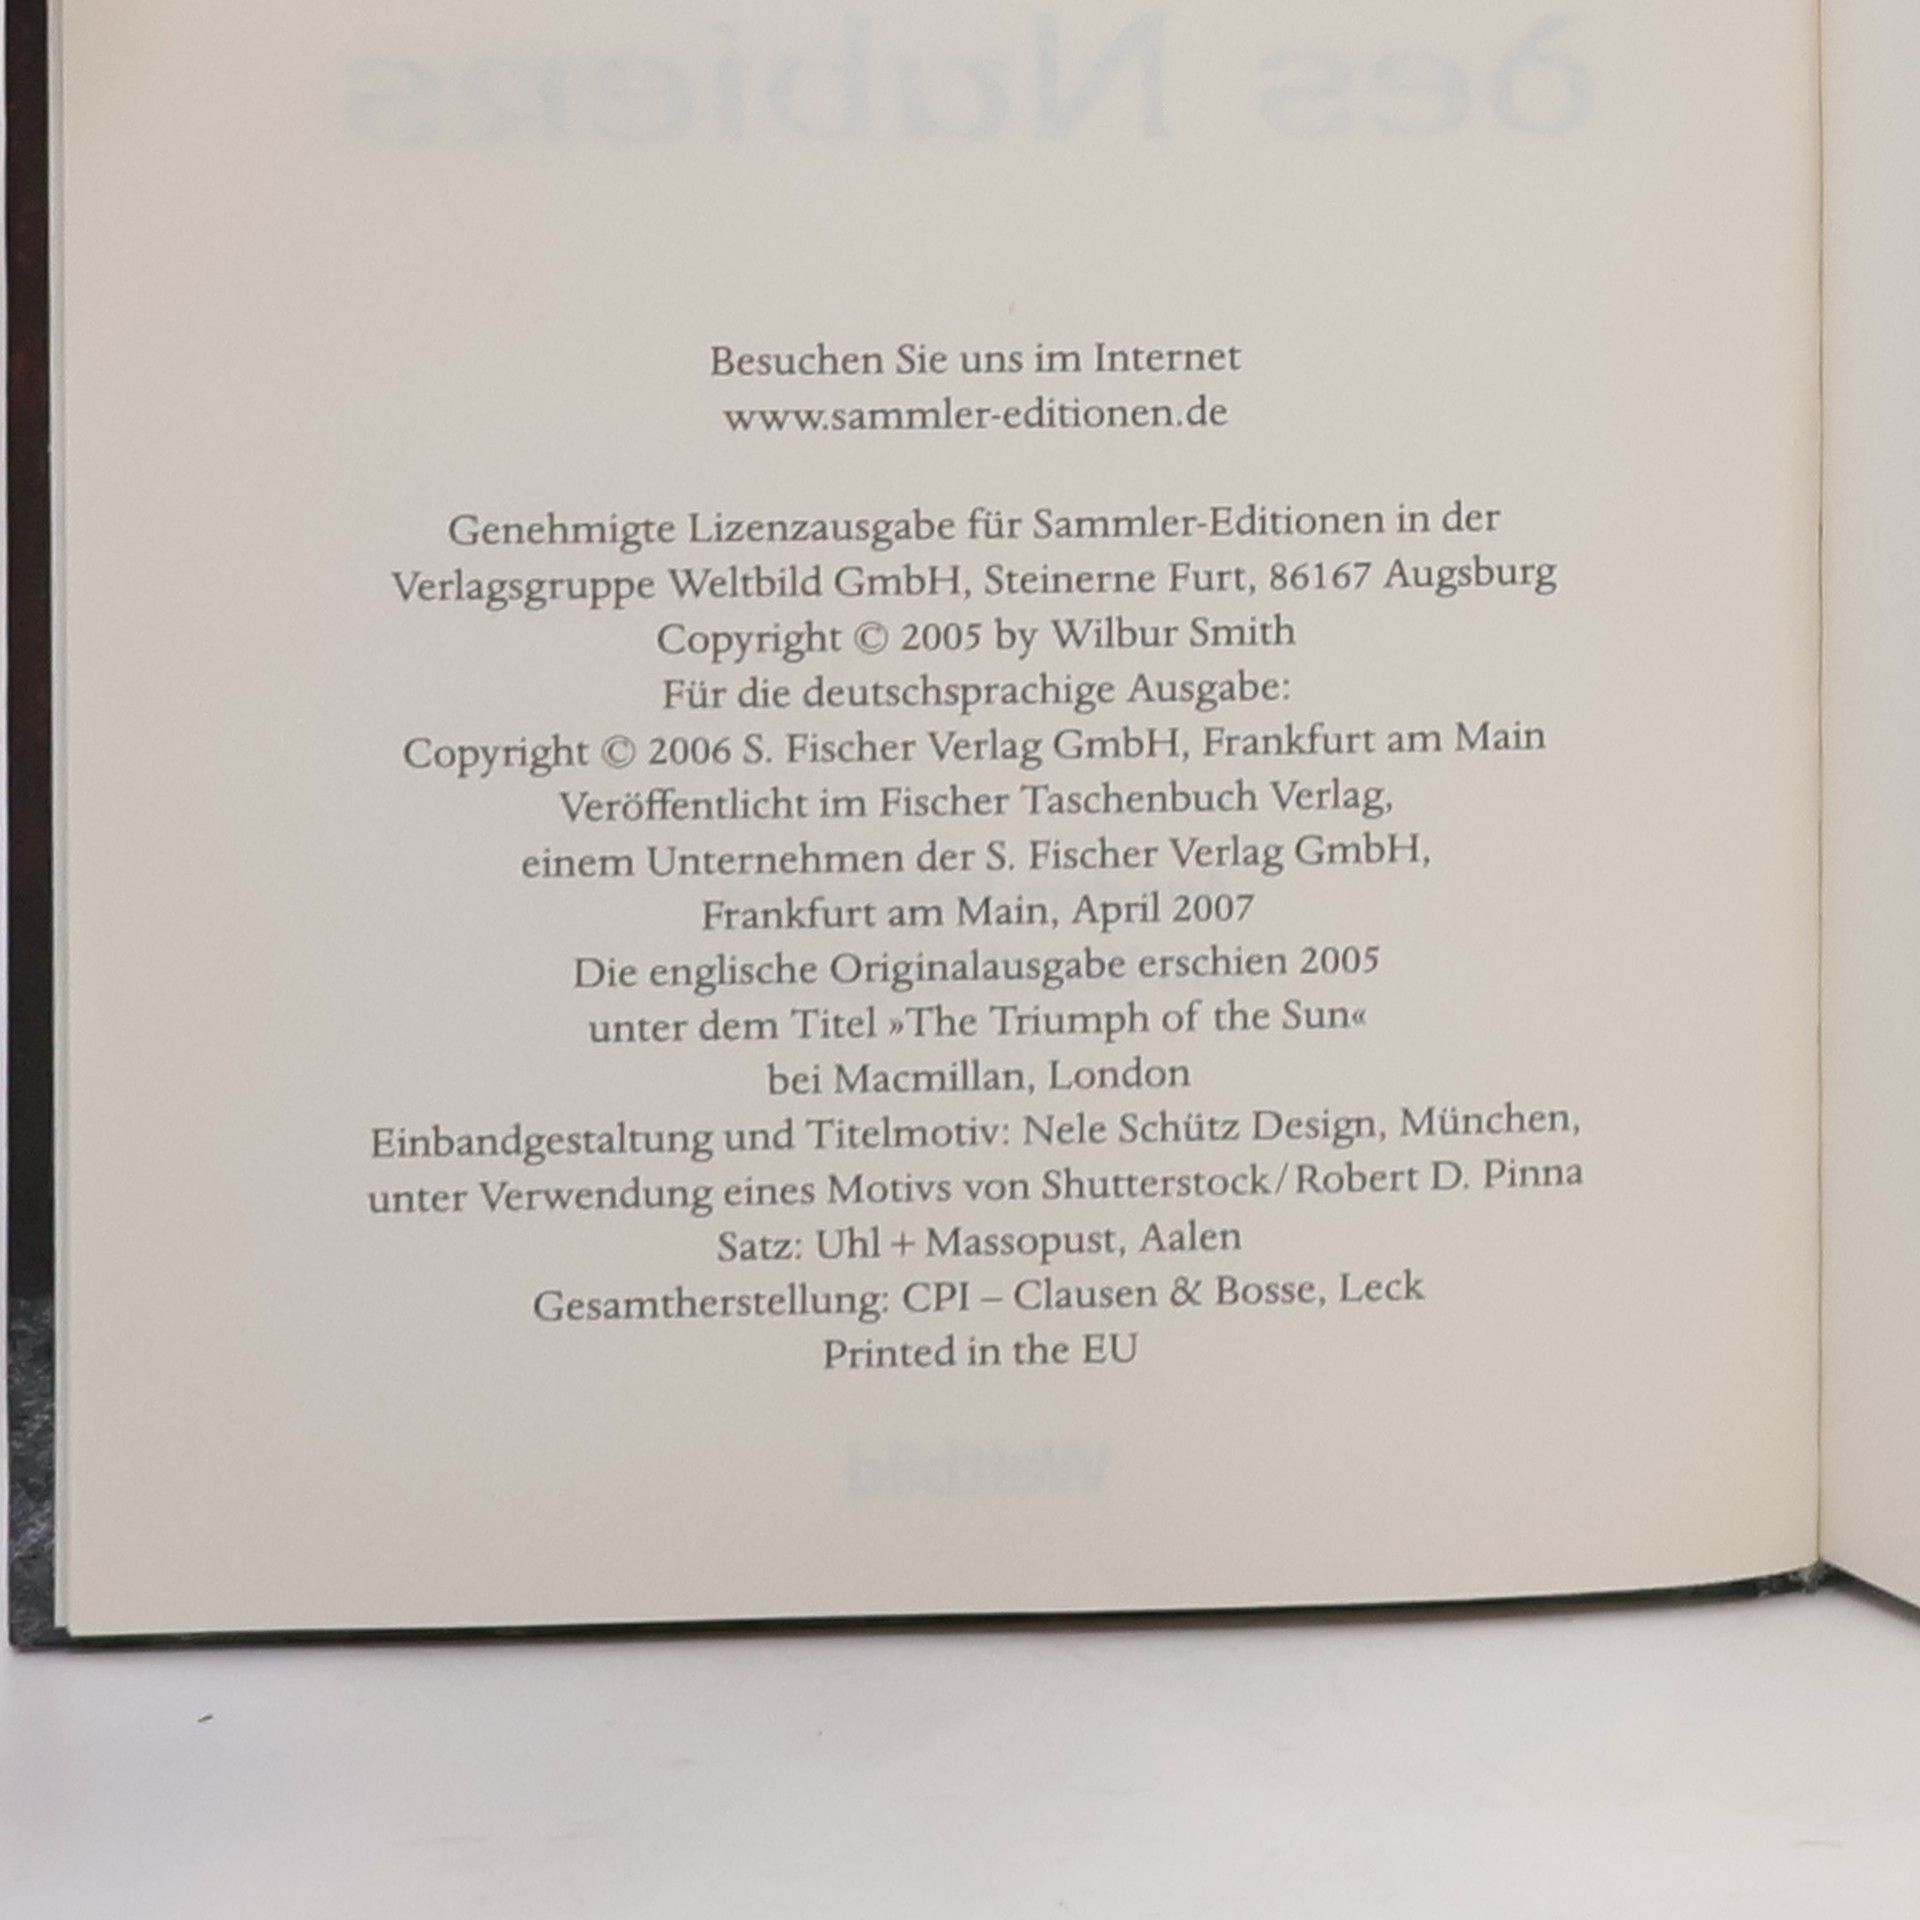 des Nubiers
Besuchen Sie uns im Internet
www.sammler-editionen.de
Genehmigte Lizenzausgabe für Sammler-Editionen in der
Verlagsgruppe Weltbild GmbH, Steinerne Furt, 86167 Augsburg
Copyright © 2005 by Wilbur Smith
Für die deutschsprachige Ausgabe:
Copyright © 2006 S. Fischer Verlag GmbH, Frankfurt am Main
Veröffentlicht im Fischer Taschenbuch Verlag,
einem Unternehmen der S. Fischer Verlag GmbH,
Frankfurt am Main, April 2007
Die englische Originalausgabe erschien 2005
unter dem Titel »The Triumph of the Sun«
bei Macmillan, London
Einbandgestaltung und Titelmotiv: Nele Schütz Design, München,
unter Verwendung eines Motivs von Shutterstock/Robert D. Pinna
Satz: Uhl + Massopust, Aalen
Gesamtherstellung: CPI – Clausen & Bosse, Leck
Printed in the EU
Weltbild